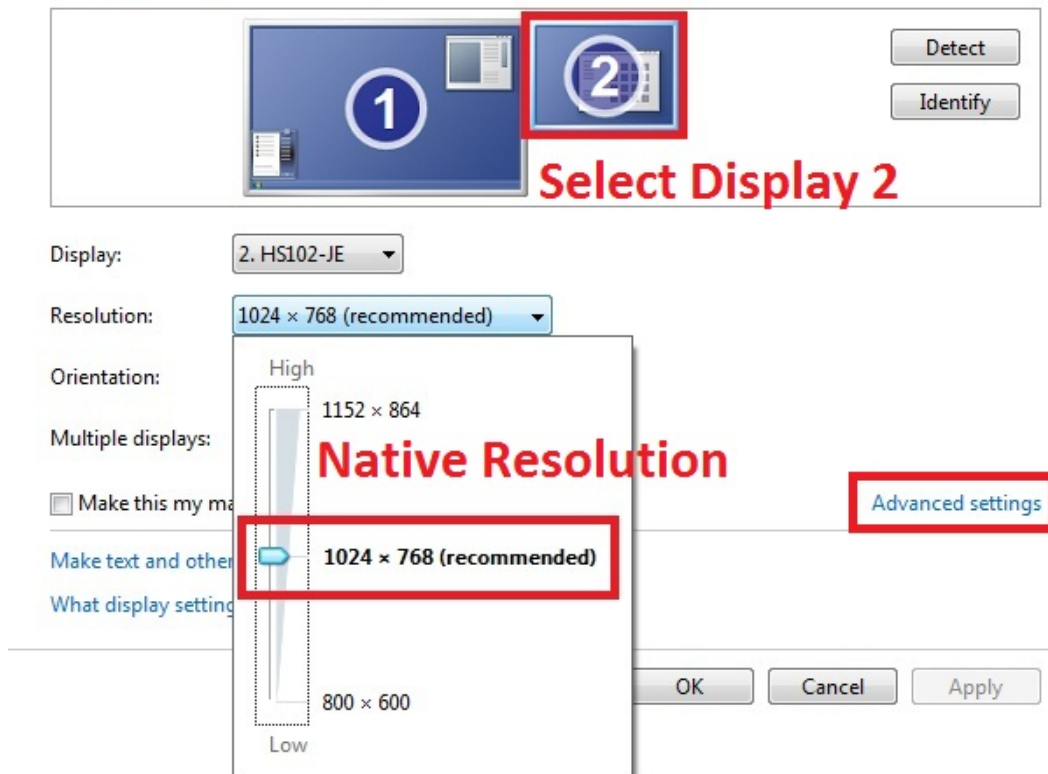 1
2
Detect
Identify
Select Display 2
Display:
2. HS102-JE
Resolution:
1024 × 768 (recommended)
Orientation:
High
1152 × 864
Multiple displays:
Native Resolution
Make this my ma
Advanced settings
1024 × 768 (recommended)
Make text and other
What display setting
800 × 600
OK
Cancel
Apply
Low